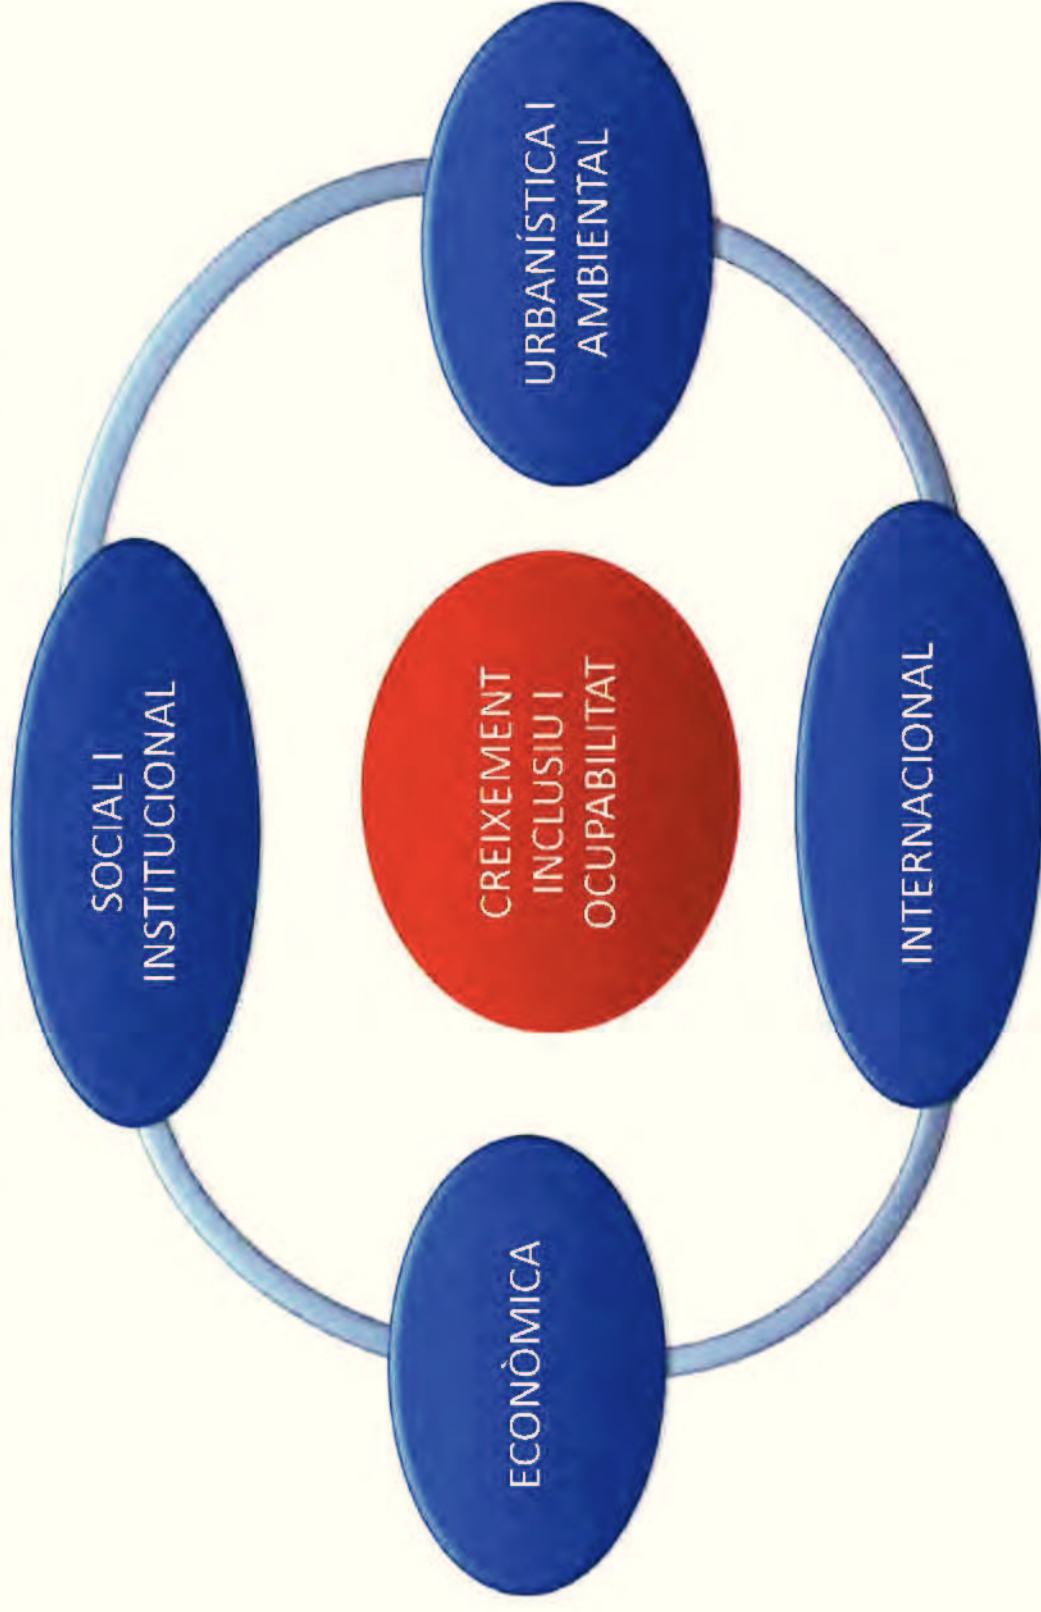 SOCIAL I
INSTITUCIONAL
ECONÒMICA
CREIXEMENT
INCLUSIU I
OCUPABILITAT
URBANÍSTICA I
AMBIENTAL
INTERNACIONAL